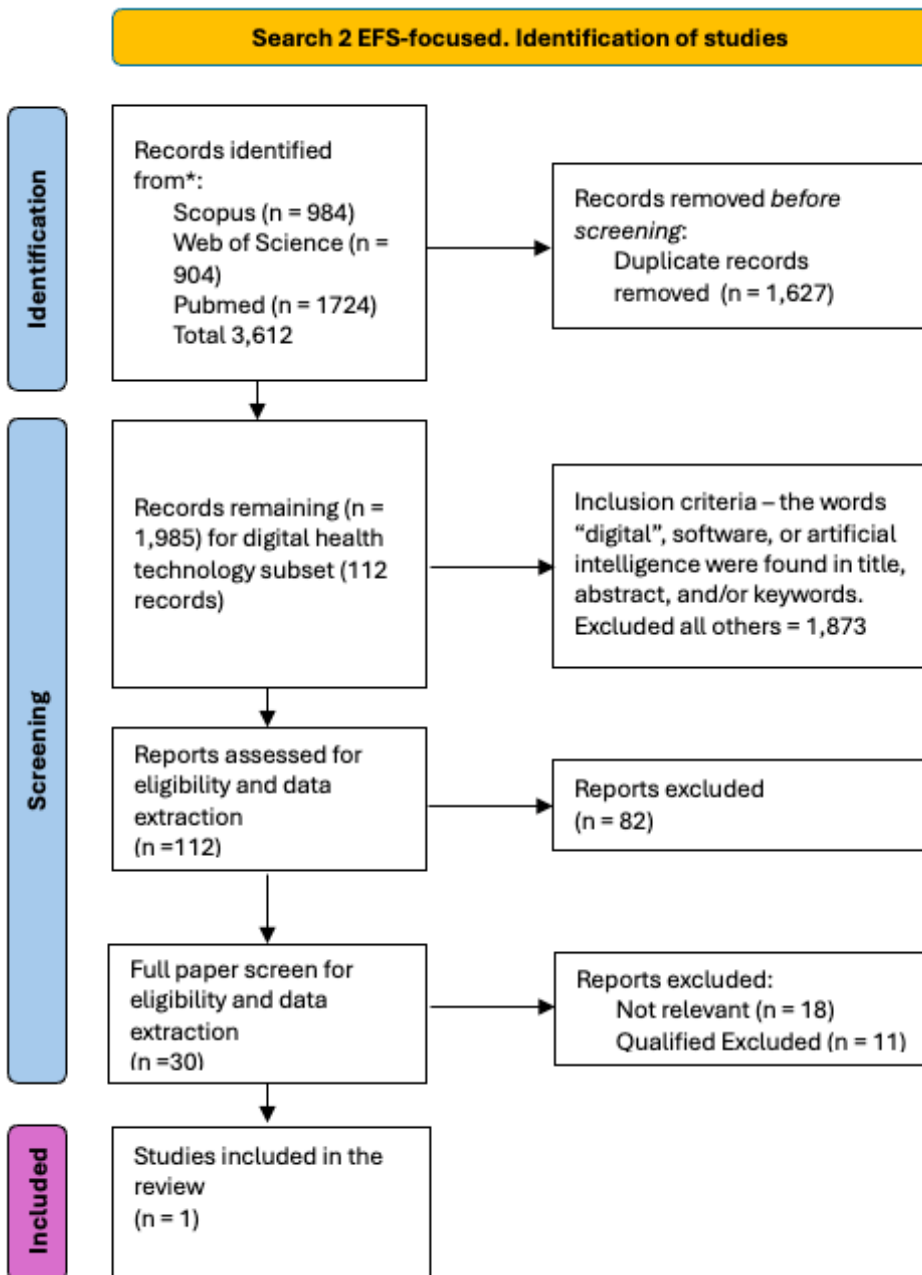 Search 2 EFS-focused. Identification of studies
Identification
Records identified
from*:
Scopus (n = 984)
Web of Science (n =
904)
Pubmed (n = 1724)
Total 3,612
Records removed before
screening:
Duplicate records
removed (n = 1,627)
Screening
Records remaining (n =
1,985) for digital health
technology subset (112
records)
Inclusion criteria – the words
“digital”, software, or artificial
intelligence were found in title,
abstract, and/or keywords.
Excluded all others = 1,873
Reports assessed for
eligibility and data
extraction
(n =112)
Reports excluded
(n = 82)
Full paper screen for
eligibility and data
extraction
(n =30)
Reports excluded:
Not relevant (n = 18)
Qualified Excluded (n = 11)
Included
Studies included in the
review
(n = 1)